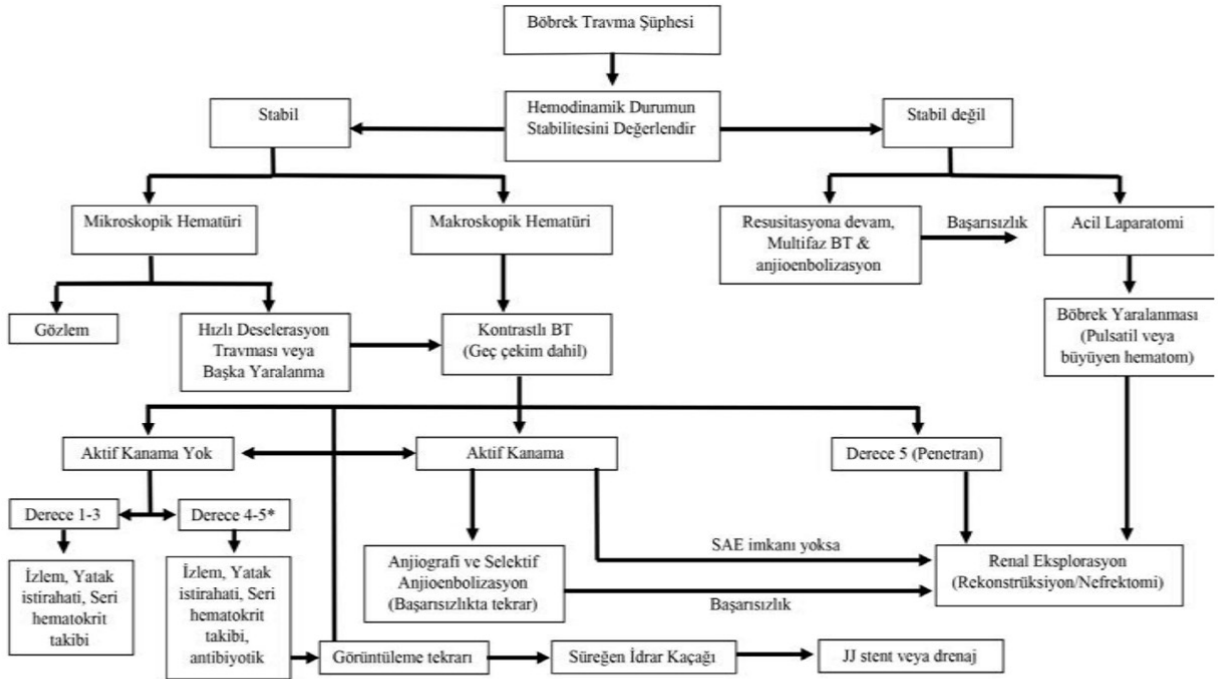 Böbrek Travma Şüphesi
Stabil
Hemodinamik Durumun
Stabilitesini Değerlendir
Stabil değil
Mikroskopik Hematüri
Makroskopik Hematüri
Resusitasyona devam,
Multifaz BT &
anjioenbolizasyon
Başarısızlık
Acil Laparatomi
Gözlem
Hızlı Deselerasyon
Travması veya
Başka Yaralanma
Kontrastlı BT
(Geç çekim dahil)
Böbrek Yaralanması
(Pulsatil veya
büyüyen hematom)
Aktif Kanama Yok
Aktif Kanama
Derece 5 (Penetran)
Derece 1-3
Derece 4-5*
İzlem, Yatak
istirahati, Seri
hematokrit
takibi
İzlem, Yatak
istirahati, Seri
hematokrit
takibi,
antibiyotik
Anjiografi ve Selektif
Anjioenbolizasyon
(Başarısızlıkta tekrar)
SAE imkanı yoksa
Başarısızlık
Renal Eksplorasyon
(Rekonstrüksiyon/Nefrektomi)
Görüntüleme tekrarı
Süreğen İdrar Kaçağı
JJ stent veya drenaj